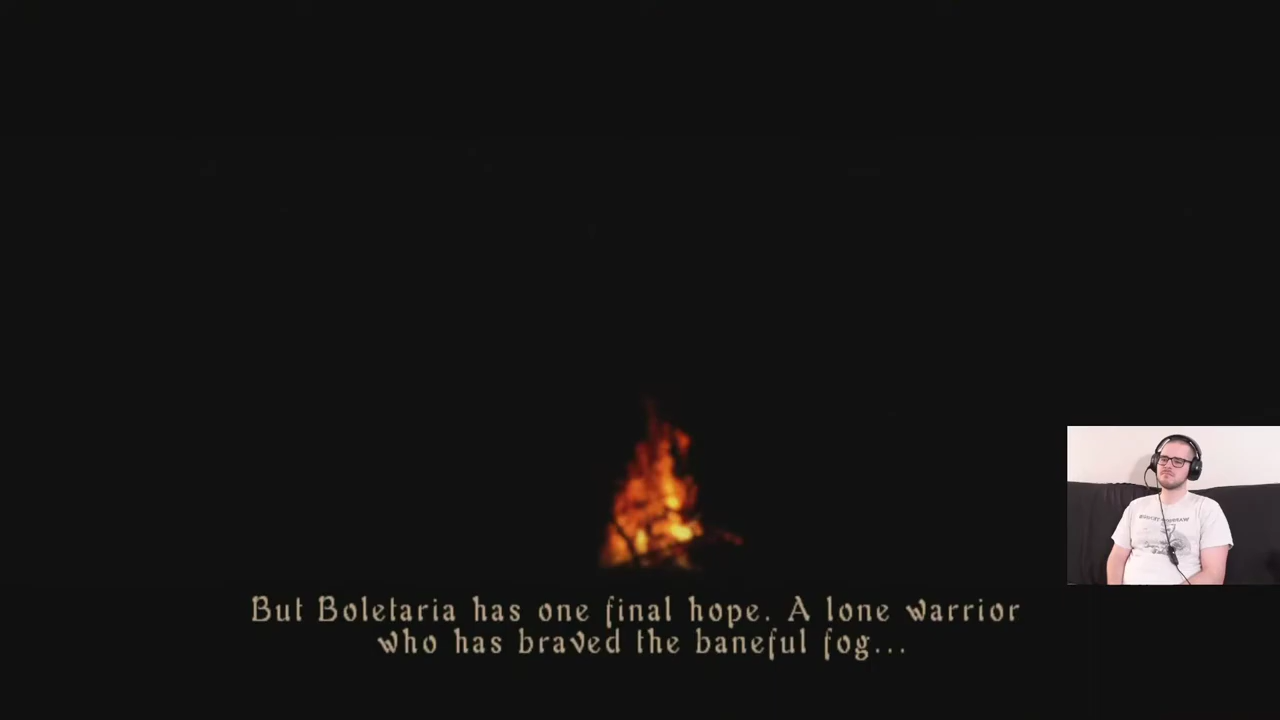 But Boletaria has one final hope. A lone warrior
who has braved the baneful fog...